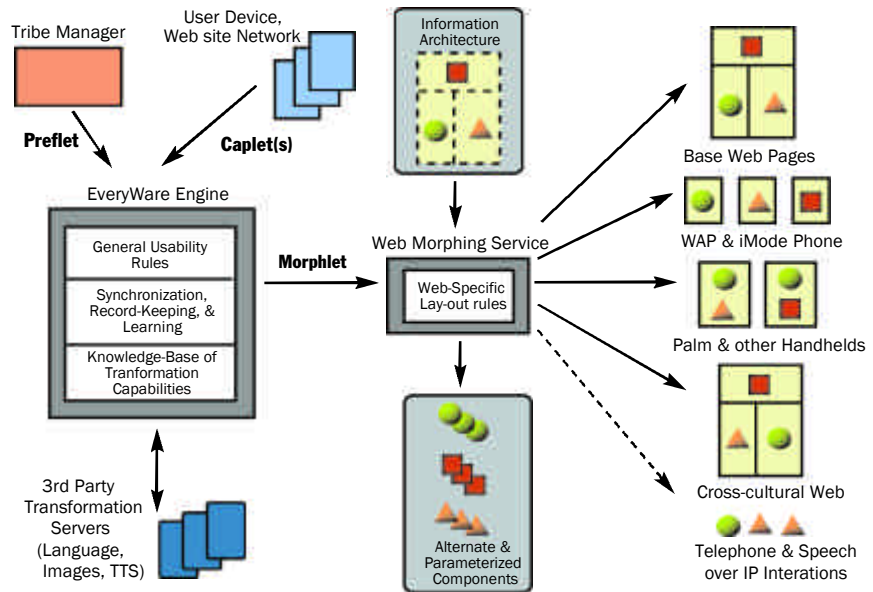 Tribe Manager
User Device,
Web site Network
Preflet
Caplet(s)
EveryWare Engine
General Usability
Rules
Synchronization,
Record-Keeping, &
Learning
Knowledge-Base of
Tranformation
Capabilities
3rd Party
Transformation
Servers
(Language,
Images, TTS)
Morphlet
Information
Architecture
Web Morphing Service
Web-Specific
Lay-out rules
Alternate &
Parameterized
Components
Base Web Pages
WAP & iMode Phone
Palm & other Handhelds
Cross-cultural Web
Telephone & Speech
over IP Interations